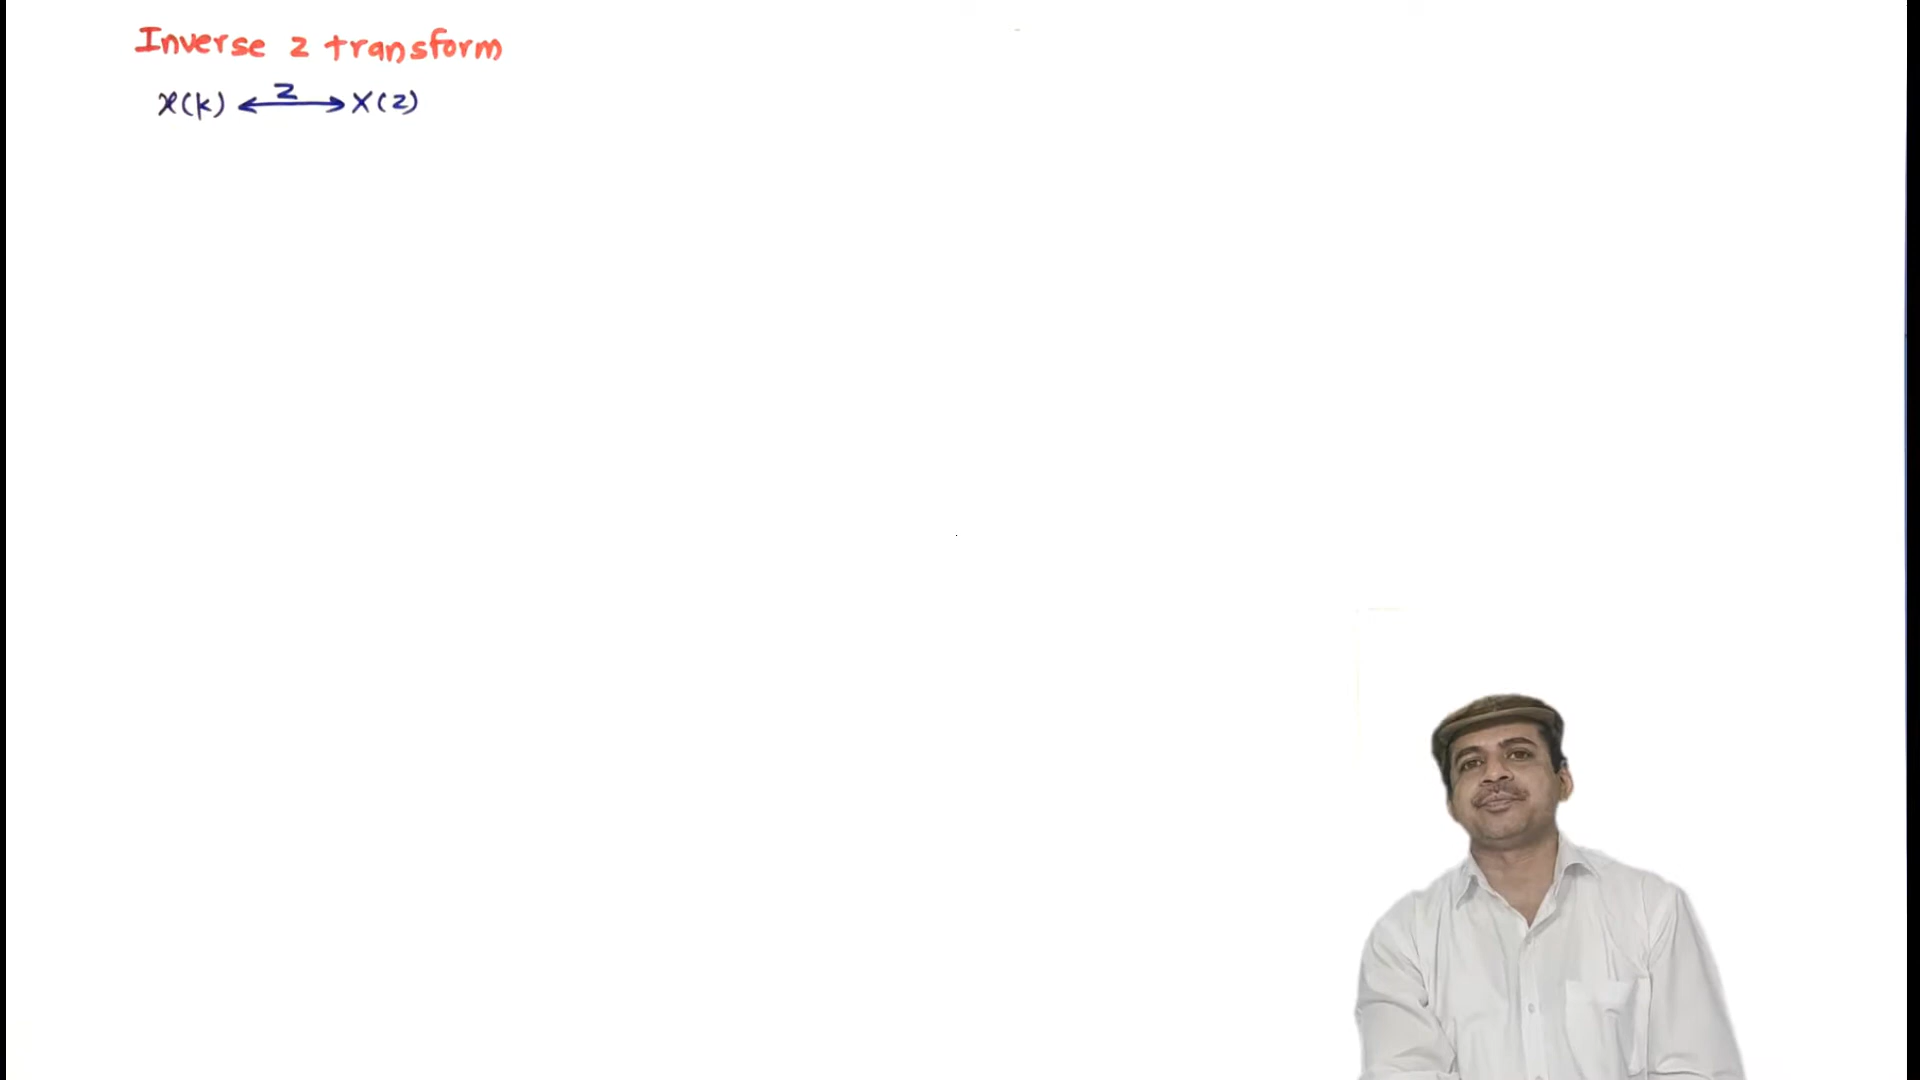 Inverse z transform
x(k) <-- z --> X(z)